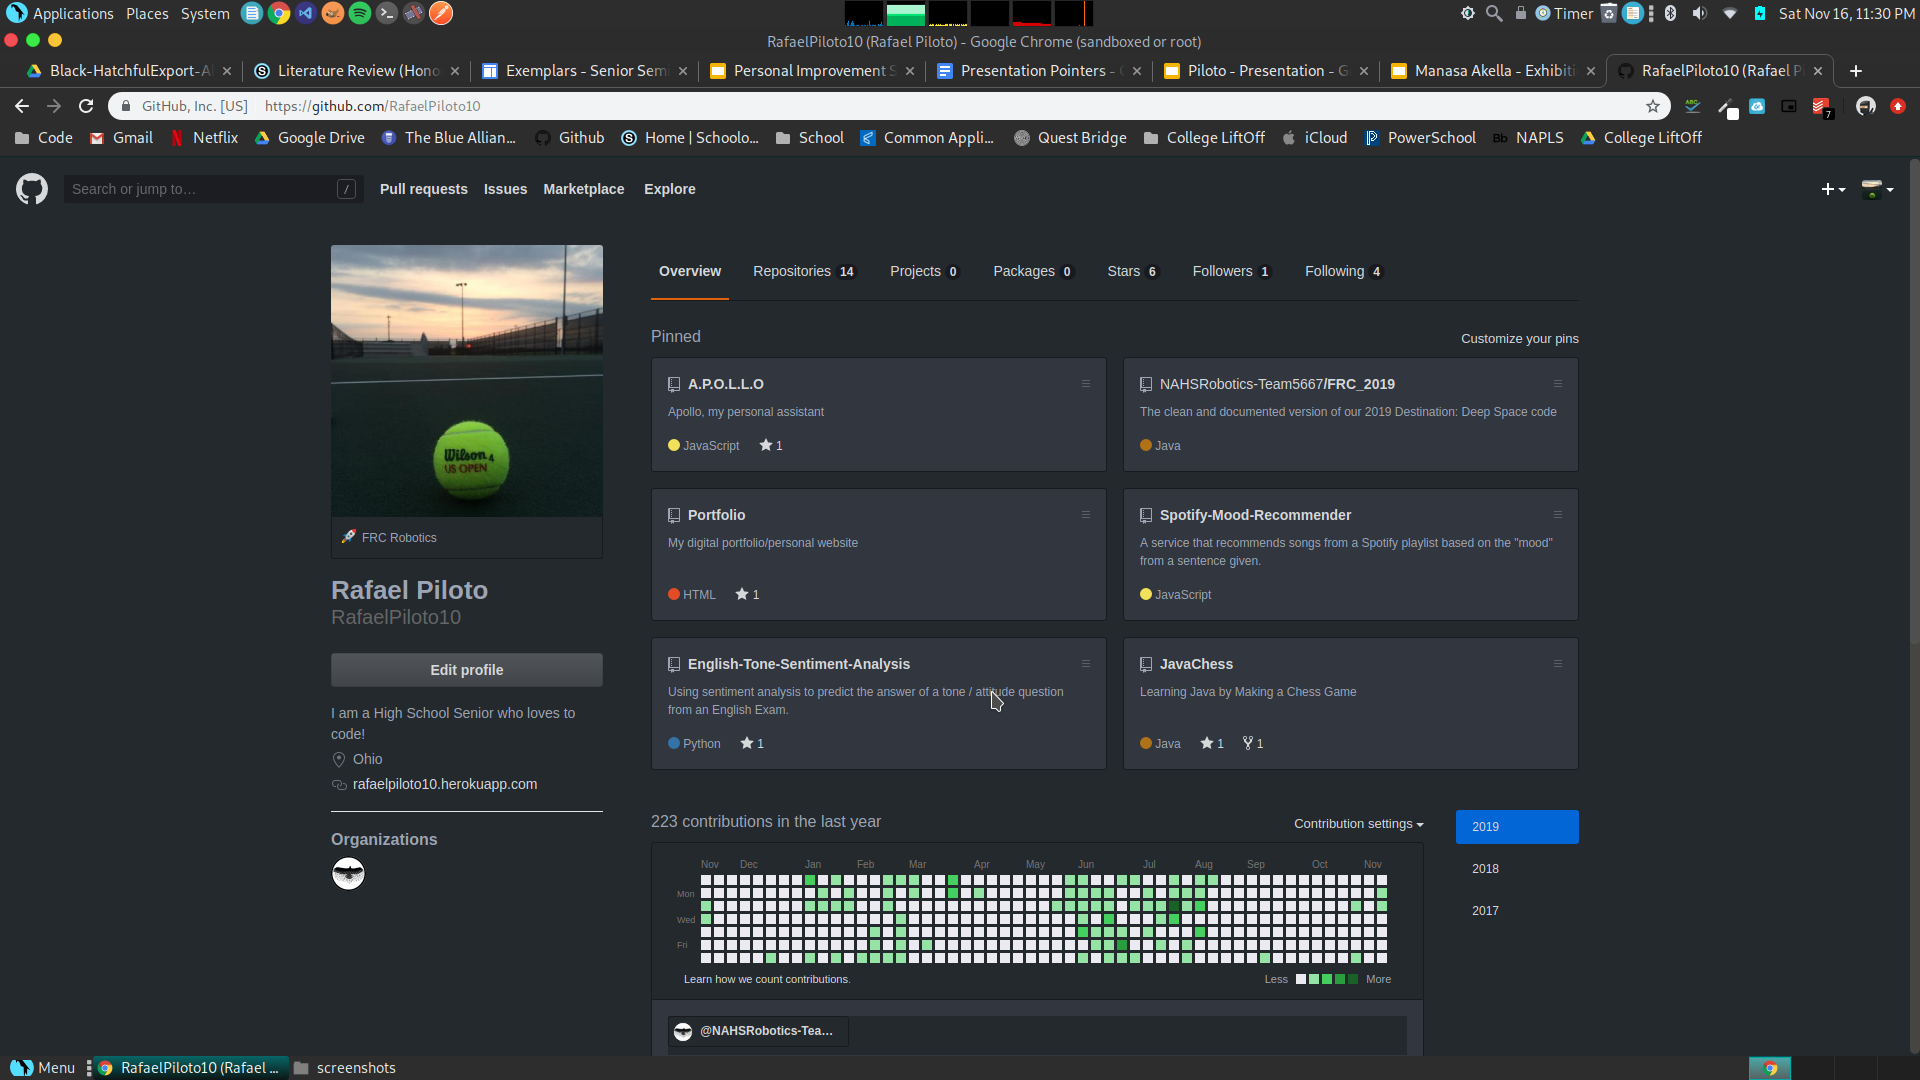 Applications Places System Timer Sat Nov 16, 11:30 PM
RafaelPiloto10 (Rafael Piloto) - Google Chrome (sandboxed or root)
Black-HatchfulExport-A Literature Review (Hono Exemplars - Senior Sem Personal Improvement S Presentation Pointers - Piloto - Presentation - G Manasa Akella - Exhibiti RafaelPiloto10 (Rafael P
GitHub, Inc. [US] https://github.com/RafaelPiloto10 7
Code Gmail Netflix Google Drive The Blue Allian... Github Home | Schoolo... School Common Appli... Quest Bridge College LiftOff iCloud PowerSchool Bb NAPLS College LiftOff
Search or jump to… / Pull requests Issues Marketplace Explore
Overview Repositories 14 Projects 0 Packages 0 Stars 6 Followers 1 Following 4
Wilson 4
US OPEN
FRC Robotics
Rafael Piloto
RafaelPiloto10
Edit profile
I am a High School Senior who loves to
code!
Ohio
rafaelpiloto10.herokuapp.com
Organizations
Pinned Customize your pins
A.P.O.L.L.O
Apollo, my personal assistant
JavaScript 1
NAHSRobotics-Team5667/FRC_2019
The clean and documented version of our 2019 Destination: Deep Space code
Java
Portfolio
My digital portfolio/personal website
HTML 1
Spotify-Mood-Recommender
A service that recommends songs from a Spotify playlist based on the "mood"
from a sentence given.
JavaScript
English-Tone-Sentiment-Analysis
Using sentiment analysis to predict the answer of a tone / attitude question
from an English Exam.
Python 1
JavaChess
Learning Java by Making a Chess Game
Java 1 1
223 contributions in the last year Contribution settings
2019
2018
2017
Nov Dec Jan Feb Mar Apr May Jun Jul Aug Sep Oct Nov
Mon
Wed
Fri
Learn how we count contributions. Less More
@NAHSRobotics-Tea…
Menu RafaelPiloto10 (Rafael ... screenshots